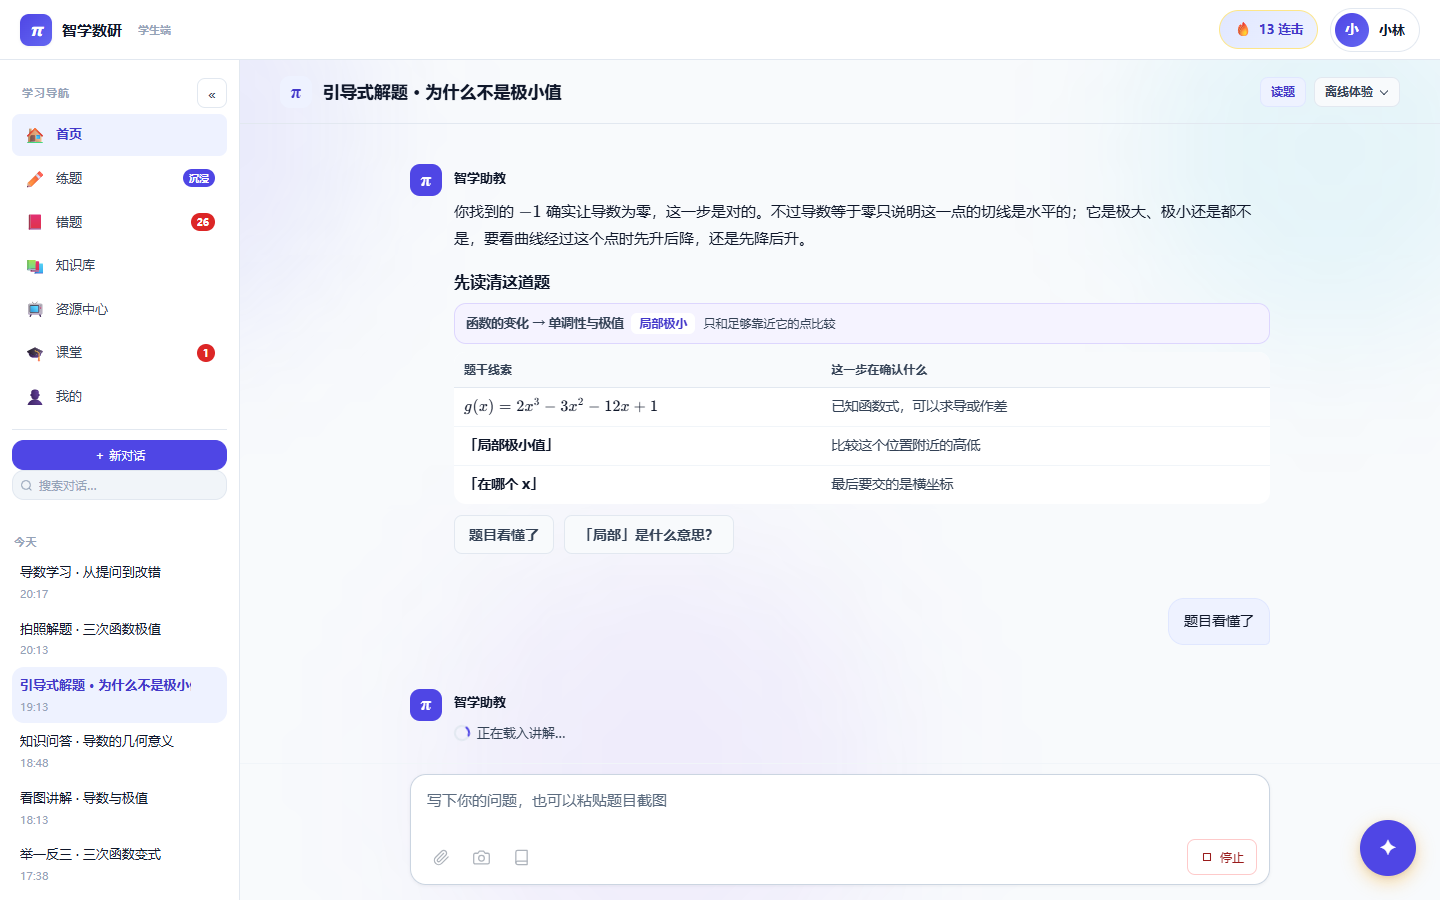 π 智学数研 学生端
13 连击
小 小林
学习导航
«
首页
练题 沉浸
错题 26
知识库
资源中心
课堂 1
我的
+ 新对话
搜索对话...
今天
导数学习 · 从提问到改错
20:17
拍照解题 · 三次函数极值
20:13
引导式解题 • 为什么不是极小
19:13
知识问答 · 导数的几何意义
18:48
看图讲解 · 导数与极值
18:13
举一反三 · 三次函数变式
17:38
π 引导式解题 • 为什么不是极小值
读题 离线体验
π 智学助教
你找到的 −1 确实让导数为零，这一步是对的。不过导数等于零只说明这一点的切线是水平的；它是极大、极小还是都不
是，要看曲线经过这个点时先升后降，还是先降后升。
先读清这道题
函数的变化 → 单调性与极值 局部极小 只和足够靠近它的点比较
题干线索 这一步在确认什么
g(x) = 2x³ − 3x² − 12x + 1 已知函数式，可以求导或作差
「局部极小值」 比较这个位置附近的高低
「在哪个 x」 最后要交的是横坐标
题目看懂了 「局部」是什么意思？
题目看懂了
π 智学助教
正在载入讲解...
写下你的问题，也可以粘贴题目截图
停止